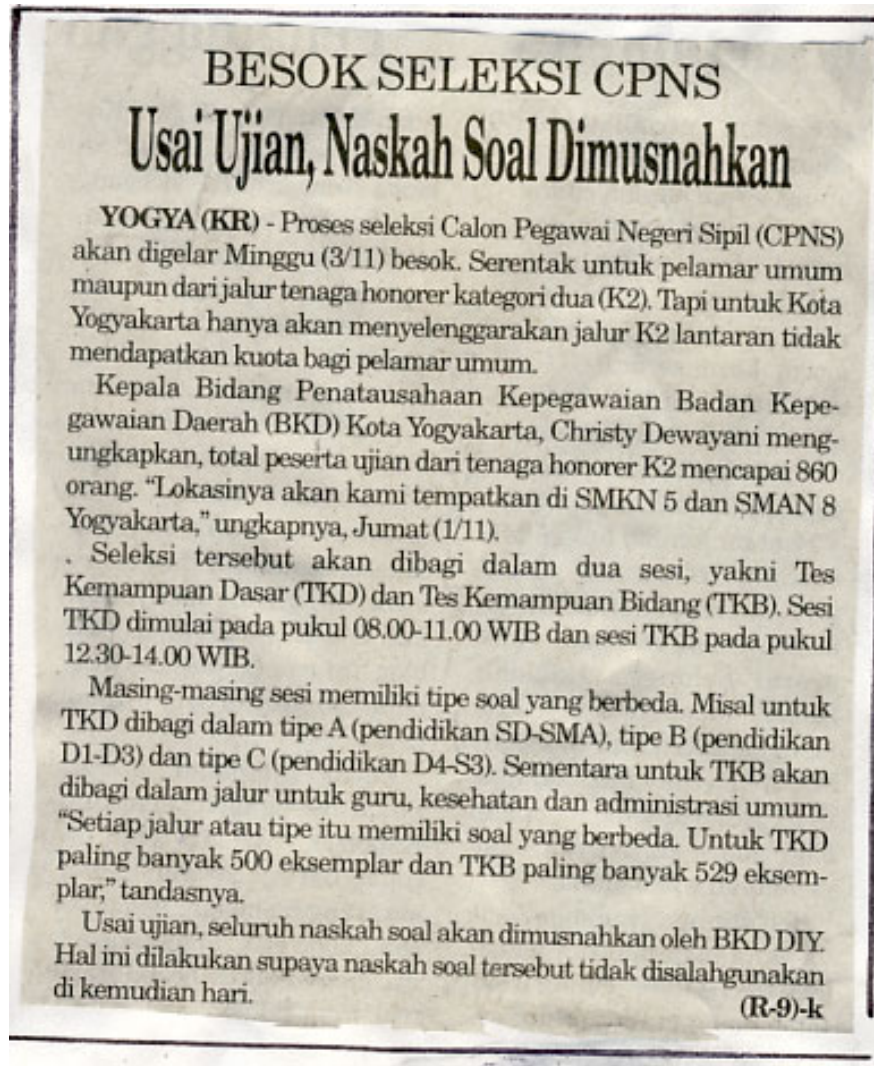 BESOK SELEKSI CPNS
Usai Ujian, Naskah Soal Dimusnahkan
YOGYA (KR) - Proses seleksi Calon Pegawai Negeri Sipil (CPNS)
akan digelar Minggu (3/11) besok. Serentak untuk pelamar umum
maupun dari jalur tenaga honorer kategori dua (K2). Tapi untuk Kota
Yogyakarta hanya akan menyelenggarakan jalur K2 lantaran tidak
mendapatkan kuota bagi pelamar umum.
Kepala Bidang Penatausahaan Kepegawaian Badan Kepe-
gawaian Daerah (BKD) Kota Yogyakarta, Christy Dewayani meng-
ungkapkan, total peserta ujian dari tenaga honorer K2 mencapai 860
orang. “Lokasinya akan kami tempatkan di SMKN 5 dan SMAN 8
Yogyakarta,” ungkapnya, Jumat (1/11).
. Seleksi tersebut akan dibagi dalam dua sesi, yakni Tes
Kemampuan Dasar (TKD) dan Tes Kemampuan Bidang (TKB). Sesi
TKD dimulai pada pukul 08.00-11.00 WIB dan sesi TKB pada pukul
12.30-14.00 WIB.
Masing-masing sesi memiliki tipe soal yang berbeda. Misal untuk
TKD dibagi dalam tipe A (pendidikan SD-SMA), tipe B (pendidikan
D1-D3) dan tipe C (pendidikan D4-S3). Sementara untuk TKB akan
dibagi dalam jalur untuk guru, kesehatan dan administrasi umum.
“Setiap jalur atau tipe itu memiliki soal yang berbeda. Untuk TKD
paling banyak 500 eksemplar dan TKB paling banyak 529 eksem-
plar,” tandasnya.
Usai ujian, seluruh naskah soal akan dimusnahkan oleh BKD DIY.
Hal ini dilakukan supaya naskah soal tersebut tidak disalahgunakan
di kemudian hari. (R-9)-k